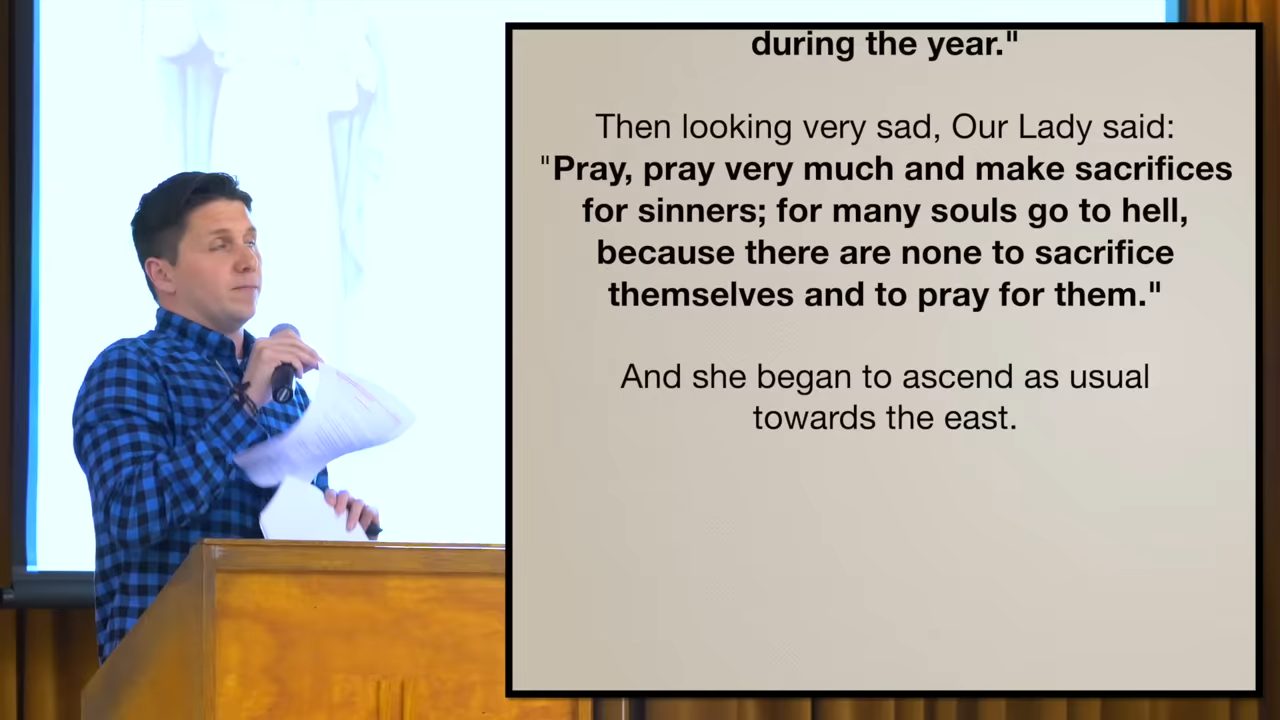 during the year."
Then looking very sad, Our Lady said:
"Pray, pray very much and make sacrifices
for sinners; for many souls go to hell,
because there are none to sacrifice
themselves and to pray for them."
And she began to ascend as usual
towards the east.